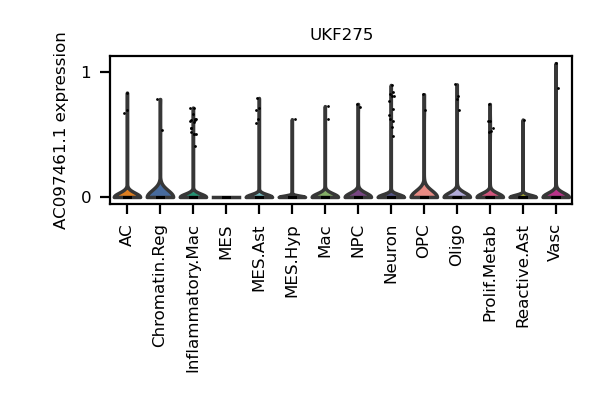 UKF275
AC097461.1 expression
1
0
AC
Chromatin.Reg
Inflammatory.Mac
MES
MES.Ast
MES.Hyp
Mac
NPC
Neuron
OPC
Oligo
Prolif.Metab
Reactive.Ast
Vasc